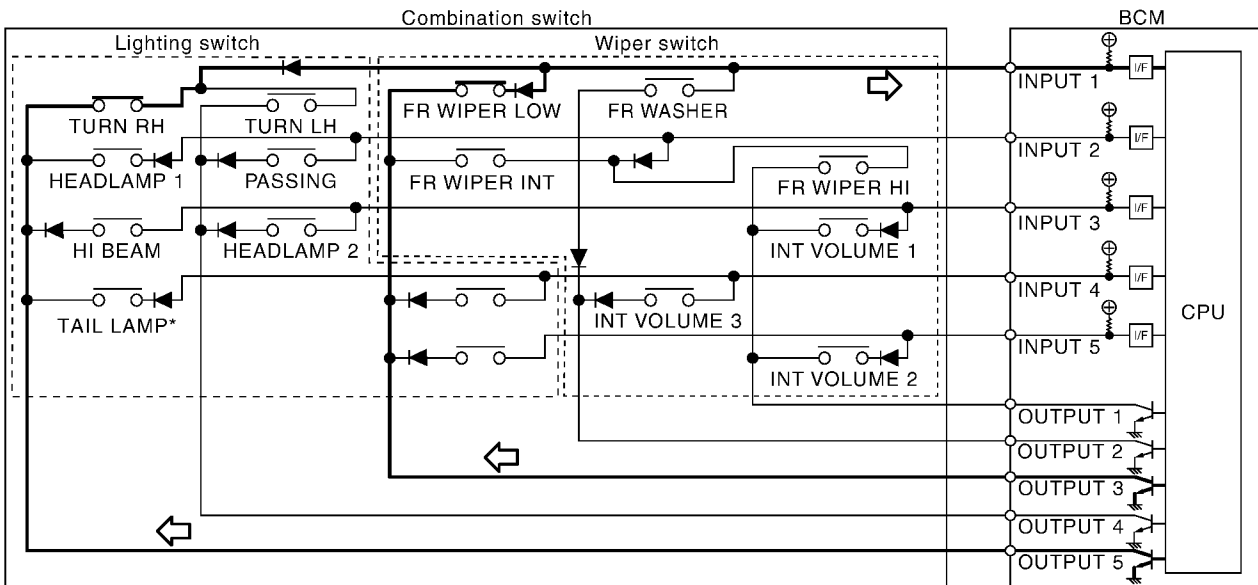 Combination switch
BCM
Lighting switch
Wiper switch
INPUT 1
I/F
TURN RH
TURN LH
FR WIPER LOW
FR WASHER
INPUT 2
I/F
HEADLAMP 1
PASSING
FR WIPER INT
FR WIPER HI
INPUT 3
I/F
HI BEAM
HEADLAMP 2
INT VOLUME 1
INPUT 4
I/F
TAIL LAMP*
INT VOLUME 3
CPU
INPUT 5
I/F
INT VOLUME 2
OUTPUT 1
OUTPUT 2
OUTPUT 3
OUTPUT 4
OUTPUT 5